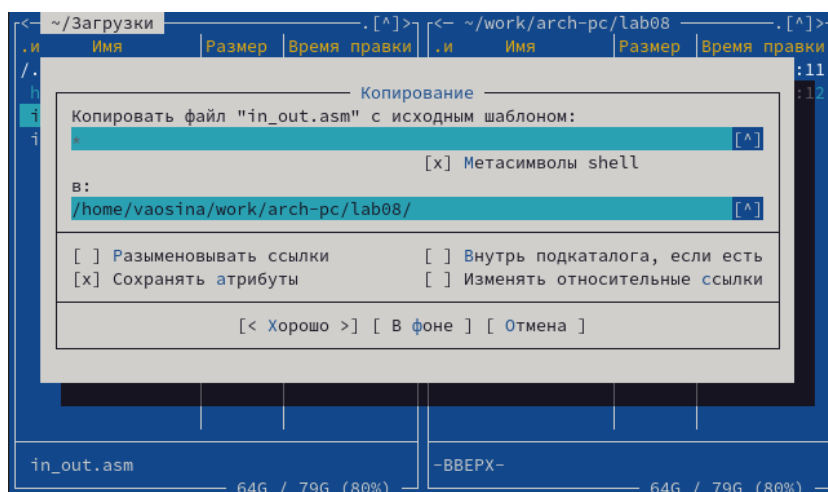 <— ~/Загрузки .[^]>
<— ~/work/arch-pc/lab08 .[^]>
.и Имя Размер Время правки
.и Имя Размер Время правки
/. :11
h :12
i
i
Копирование
Копировать файл "in_out.asm" с исходным шаблоном:
* [^]
[x] Метасимволы shell
в:
/home/vaosina/work/arch-pc/lab08/ [^]
[ ] Разыменовывать ссылки [ ] Внутрь подкаталога, если есть
[x] Сохранять атрибуты [ ] Изменять относительные ссылки
[< Хорошо >] [ В фоне ] [ Отмена ]
in_out.asm
-ВВЕРХ-
64G / 79G (80%)
64G / 79G (80%)